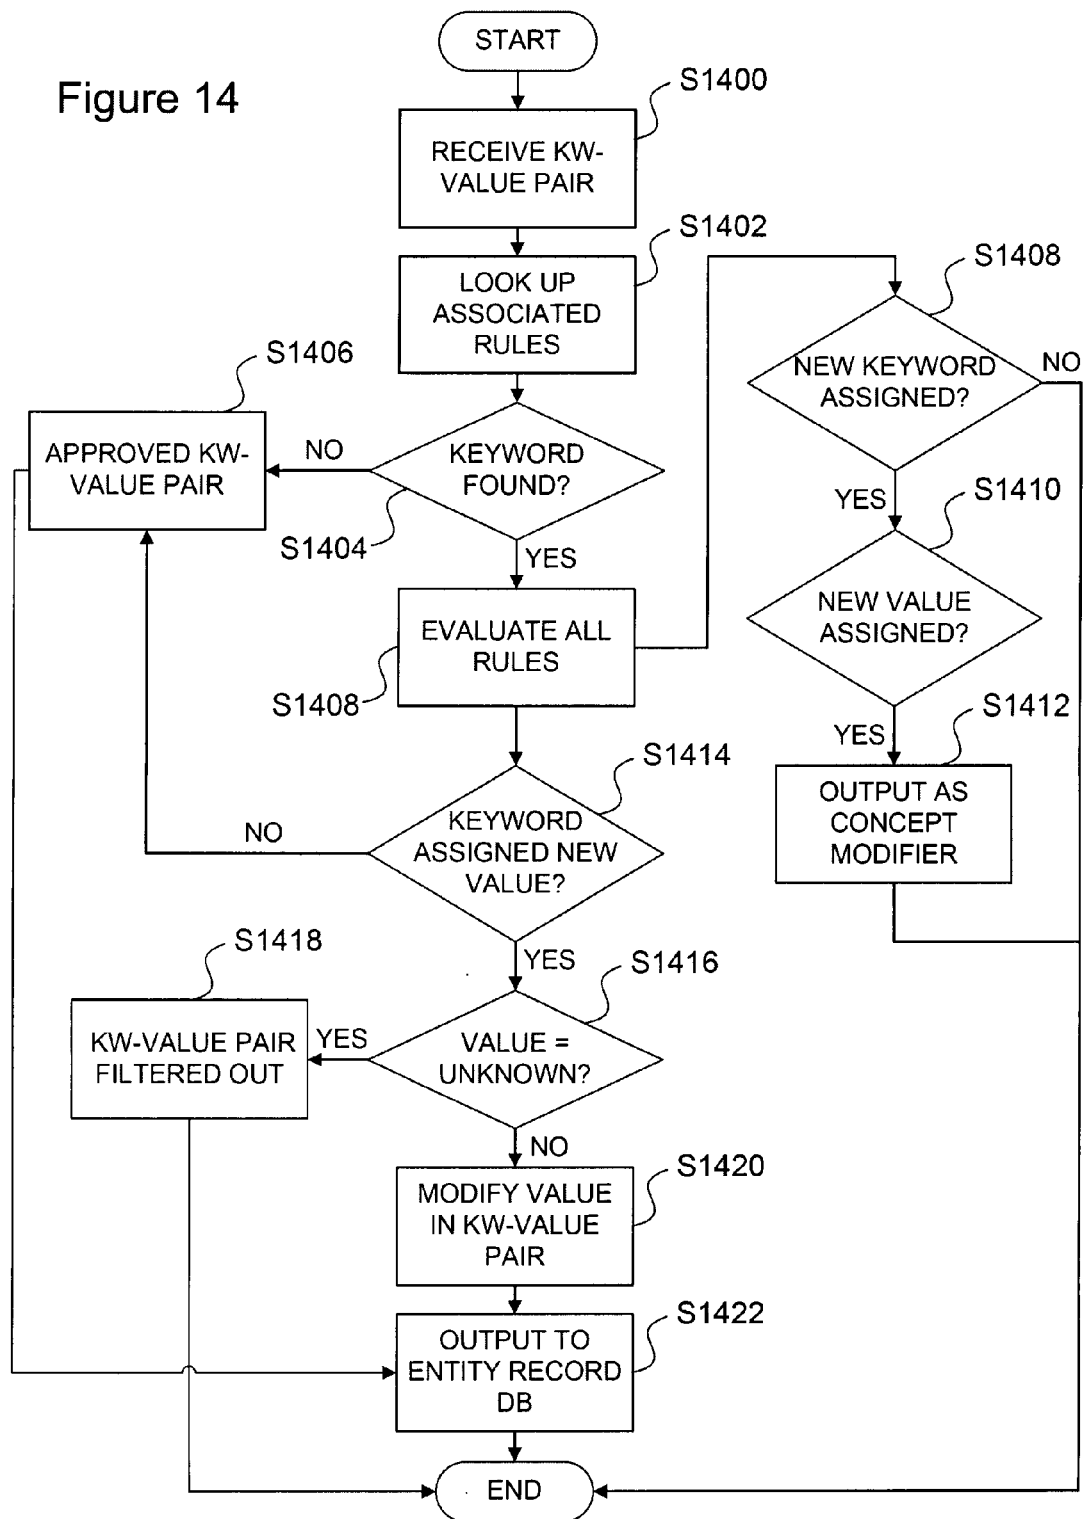 START
Figure 14
S1400
RECEIVE KW-
VALUE PAIR
S1402
LOOK UP
ASSOCIATED
RULES
S1408
NEW KEYWORD
ASSIGNED?
NO
S1406
APPROVED KW-
VALUE PAIR
NO
KEYWORD
FOUND?
S1404
YES
YES
S1410
NEW VALUE
ASSIGNED?
EVALUATE ALL
RULES
S1408
YES
S1412
OUTPUT AS
CONCEPT
MODIFIER
S1414
KEYWORD
ASSIGNED NEW
VALUE?
NO
YES
S1416
S1418
KW-VALUE PAIR
FILTERED OUT
YES
VALUE =
UNKNOWN?
NO
S1420
MODIFY VALUE
IN KW-VALUE
PAIR
S1422
OUTPUT TO
ENTITY RECORD
DB
END